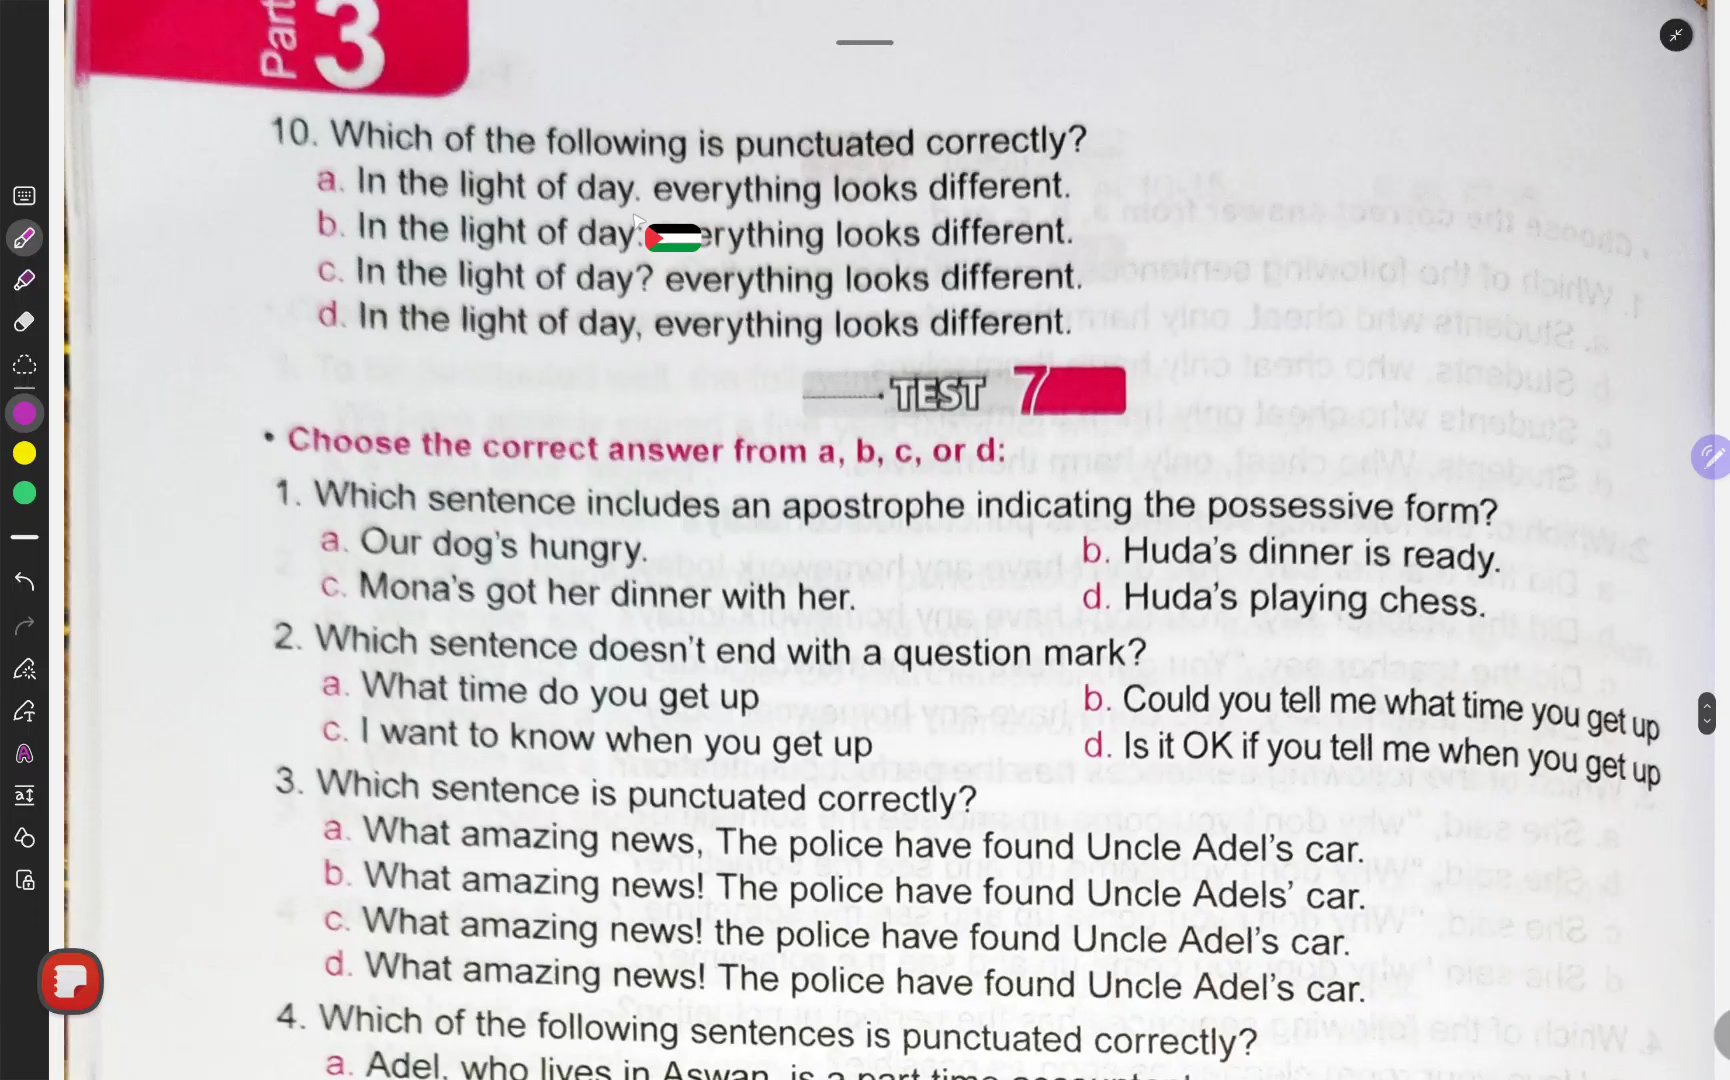 Part 3
10. Which of the following is punctuated correctly?
a. In the light of day. everything looks different.
b. In the light of day: erything looks different.
c. In the light of day? everything looks different.
d. In the light of day, everything looks different.
TEST 7
• Choose the correct answer from a, b, c, or d:
1. Which sentence includes an apostrophe indicating the possessive form?
a. Our dog's hungry. b. Huda's dinner is ready.
c. Mona's got her dinner with her. d. Huda's playing chess.
2. Which sentence doesn't end with a question mark?
a. What time do you get up b. Could you tell me what time you get up
c. I want to know when you get up d. Is it OK if you tell me when you get up
3. Which sentence is punctuated correctly?
a. What amazing news, The police have found Uncle Adel's car.
b. What amazing news! The police have found Uncle Adels' car.
c. What amazing news! the police have found Uncle Adel's car.
d. What amazing news! The police have found Uncle Adel's car.
4. Which of the following sentences is punctuated correctly?
a. Adel, who lives in Aswan, is a part time